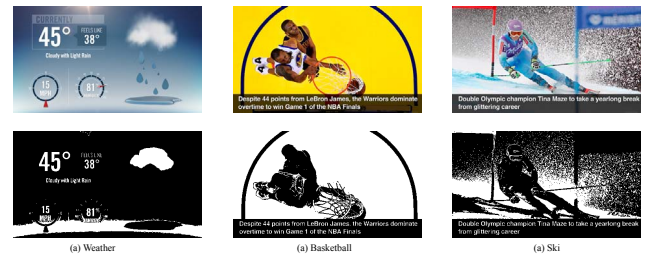 CURRENTLY
45°
FEELS LIKE
38°
Cloudy with Light Rain
15
MPH
81
Despite 44 points from LeBron James, the Warriors dominate
overtime to win Game 1 of the NBA Finals
Double Olympic champion Tina Maze to take a yearlong break
from glittering career
45°
FEELS LIKE
38°
Cloudy with Light Rain
15
MPH
81
Despite 44 points from LeBron James, the Warriors dominate
overtime to win Game 1 of the NBA Finals
Double Olympic champion Tina Maze to take a yearlong break
from glittering career
(a) Weather
(a) Basketball
(a) Ski